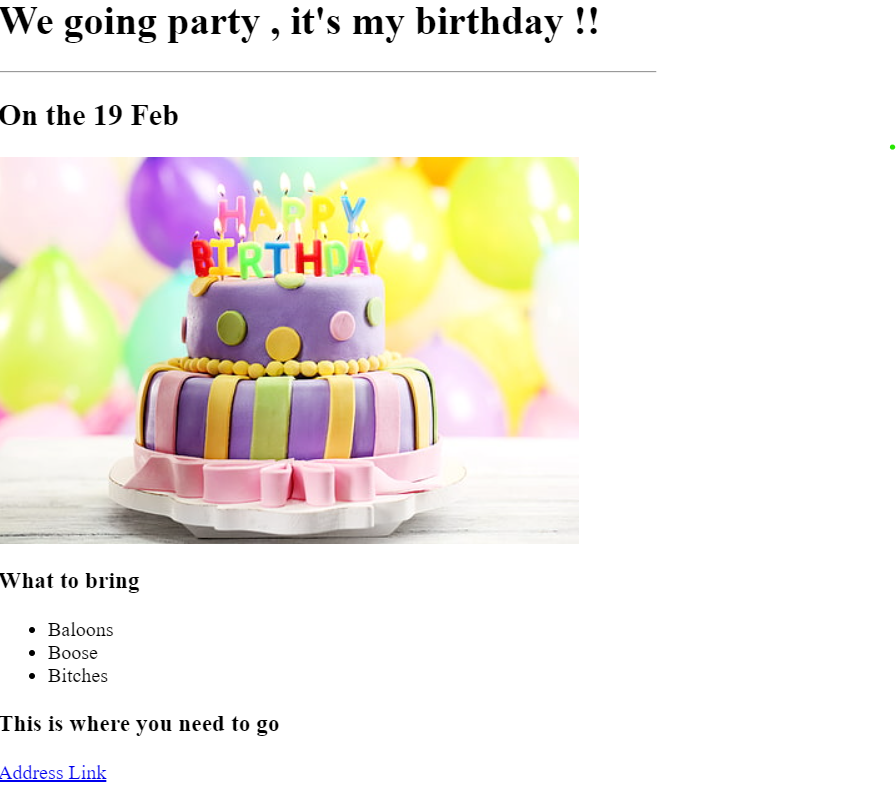 We going party , it's my birthday !!
On the 19 Feb
HAPPY
BIRTHDAY
What to bring
Baloons
Boose
Bitches
This is where you need to go
Address Link